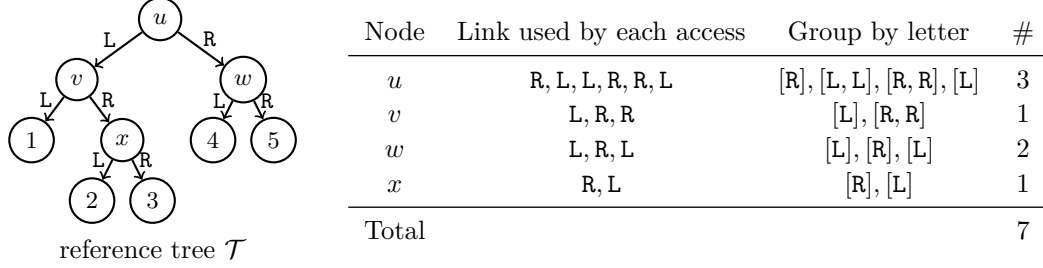 u
L R
v w
L R L R
1 x 4 5
L R
2 3
reference tree 𝒯
Node Link used by each access Group by letter #
u R, L, L, R, R, L [R], [L, L], [R, R], [L] 3
v L, R, R [L], [R, R] 1
w L, R, L [L], [R], [L] 2
x R, L [R], [L] 1
Total 7